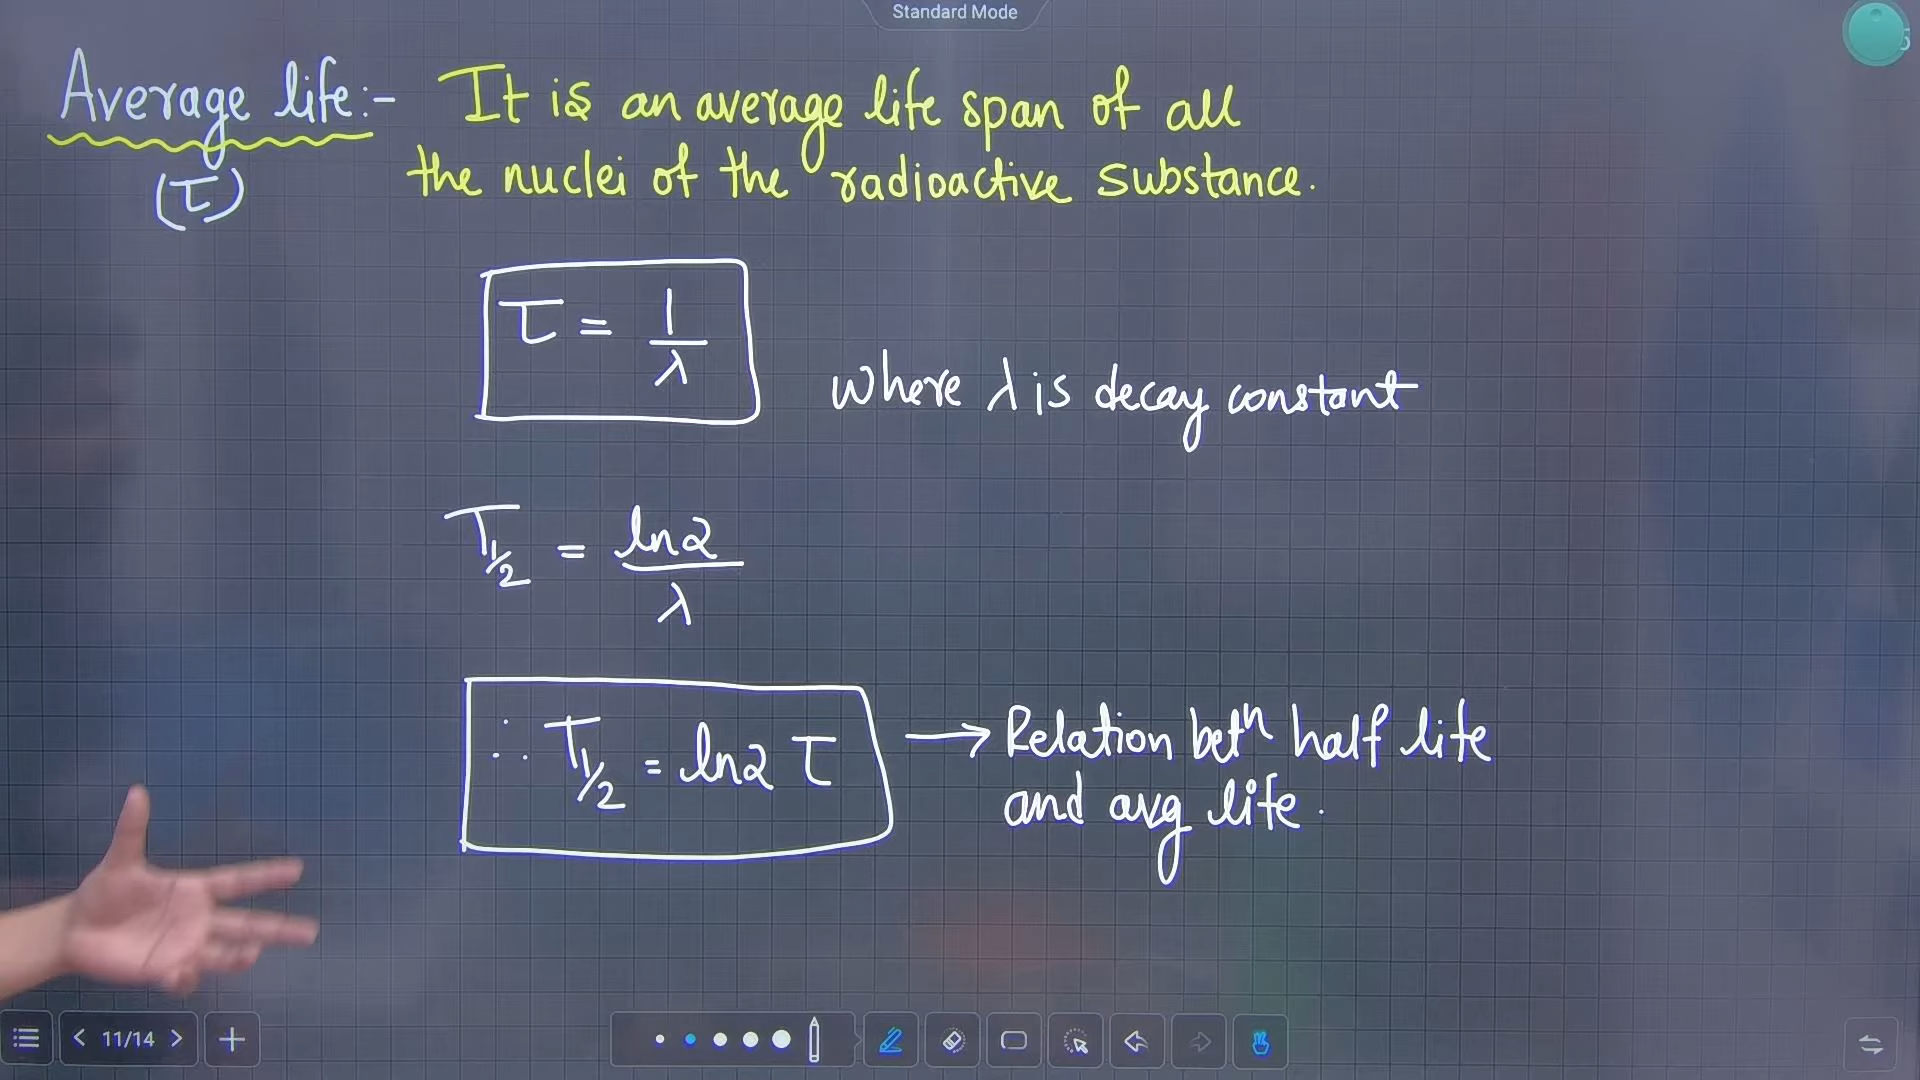 Standard Mode
Average life:- It is an average life span of all
(τ) the nuclei of the radioactive substance.
τ = 1/λ
where λ is decay constant
T1/2 = ln2/λ
∴ T1/2 = ln2 τ → Relation betn half life
and avg life.
11/14